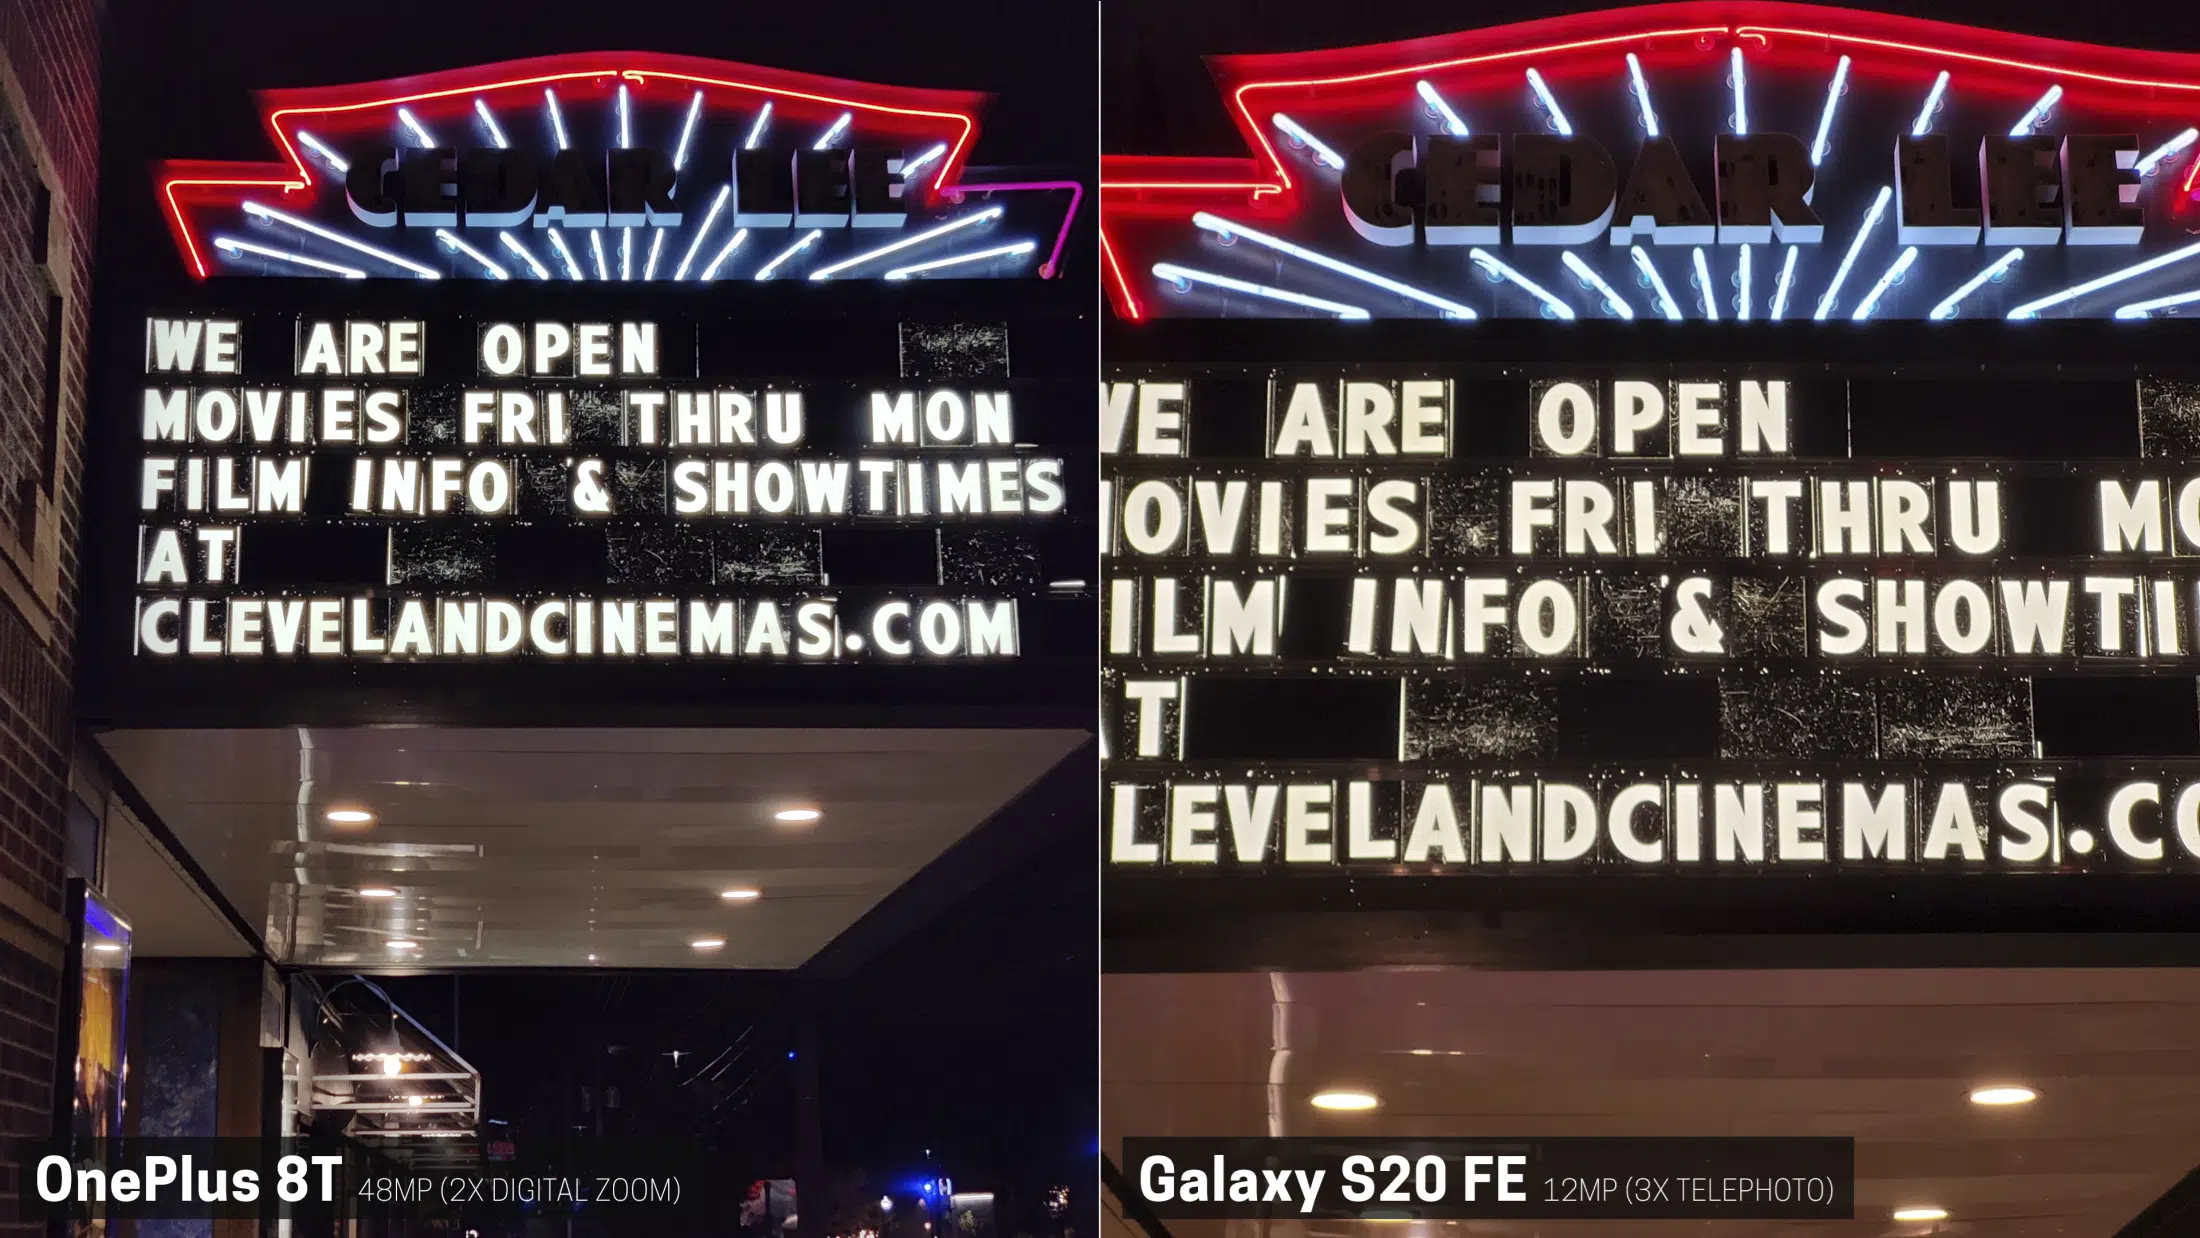 CEDAR LEE
WE ARE OPEN
MOVIES FRI THRU MON
FILM INFO & SHOWTIMES
AT
CLEVELANDCINEMAS.COM
OnePlus 8T 48MP (2X DIGITAL ZOOM)
CEDAR LEE
WE ARE OPEN
OVIES FRI THRU MO
ILM INFO & SHOWTI
T
LEVELANDCINEMAS.CO
Galaxy S20 FE 12MP (3X TELEPHOTO)